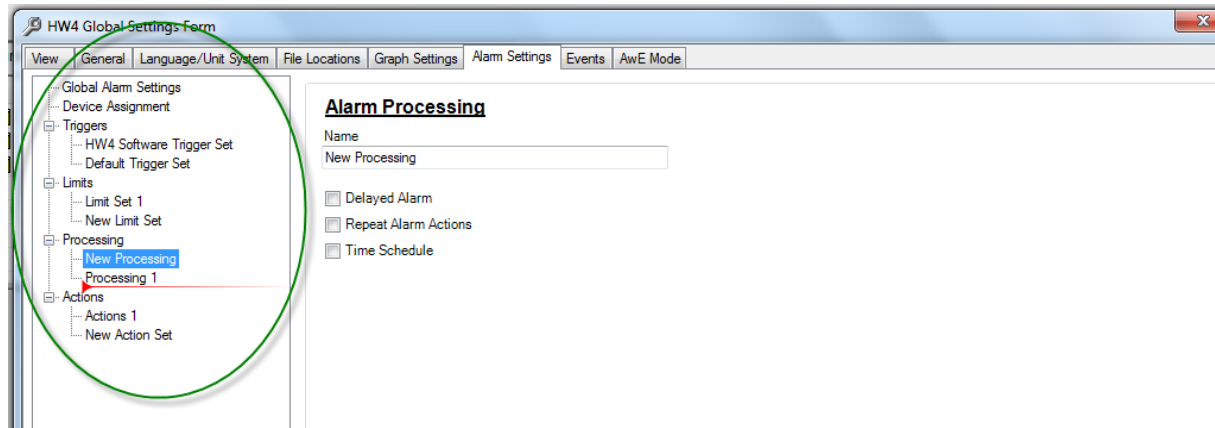 HW4 Global Settings Form
View General Language/Unit System File Locations Graph Settings Alarm Settings Events AwE Mode
Global Alarm Settings
Device Assignment
Triggers
HW4 Software Trigger Set
Default Trigger Set
Limits
Limit Set 1
New Limit Set
Processing
New Processing
Processing 1
Actions
Actions 1
New Action Set
Alarm Processing
Name
New Processing
Delayed Alarm
Repeat Alarm Actions
Time Schedule